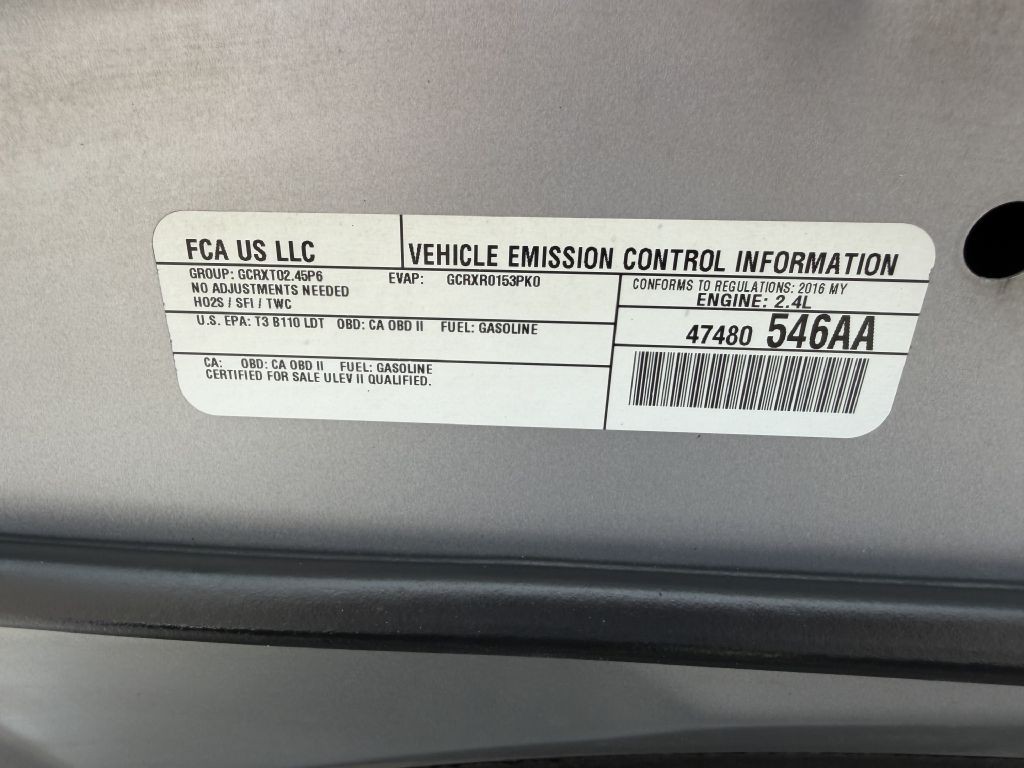 FCA US LLC
VEHICLE EMISSION CONTROL INFORMATION
GROUP: GCRXT02.45P6 EVAP: GCRXR0153PK0
NO ADJUSTMENTS NEEDED
HO2S / SFI / TWC
CONFORMS TO REGULATIONS: 2016 MY
ENGINE: 2.4L
U.S. EPA: T3 B110 LDT OBD: CA OBD II FUEL: GASOLINE
47480 546AA
CA: OBD: CA OBD II FUEL: GASOLINE
CERTIFIED FOR SALE ULEV II QUALIFIED.